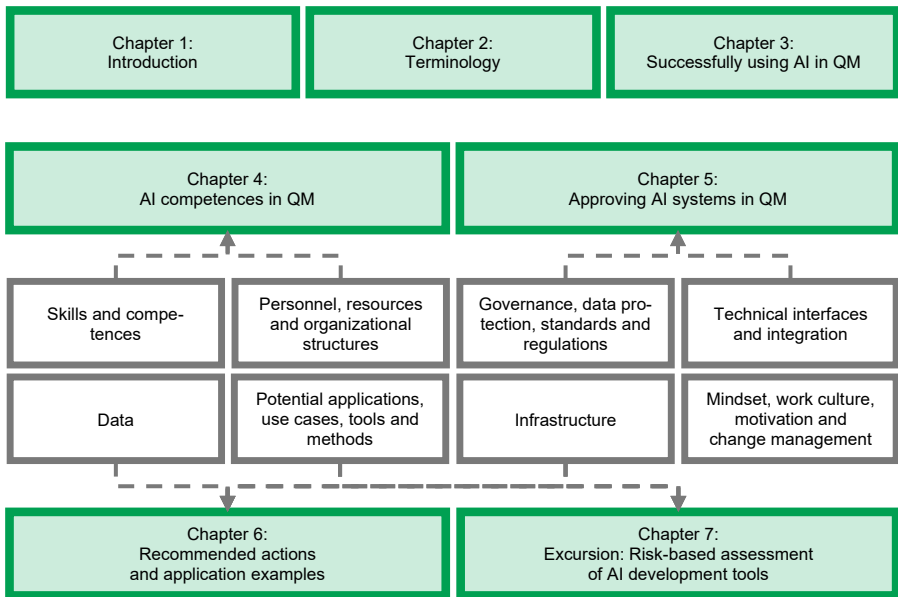 Chapter 1:
Introduction
Chapter 2:
Terminology
Chapter 3:
Successfully using AI in QM
Chapter 4:
AI competences in QM
Chapter 5:
Approving AI systems in QM
Skills and compe-
tences
Personnel, resources
and organizational
structures
Governance, data pro-
tection, standards and
regulations
Technical interfaces
and integration
Data
Potential applications,
use cases, tools and
methods
Infrastructure
Mindset, work culture,
motivation and
change management
Chapter 6:
Recommended actions
and application examples
Chapter 7:
Excursion: Risk-based assessment
of AI development tools